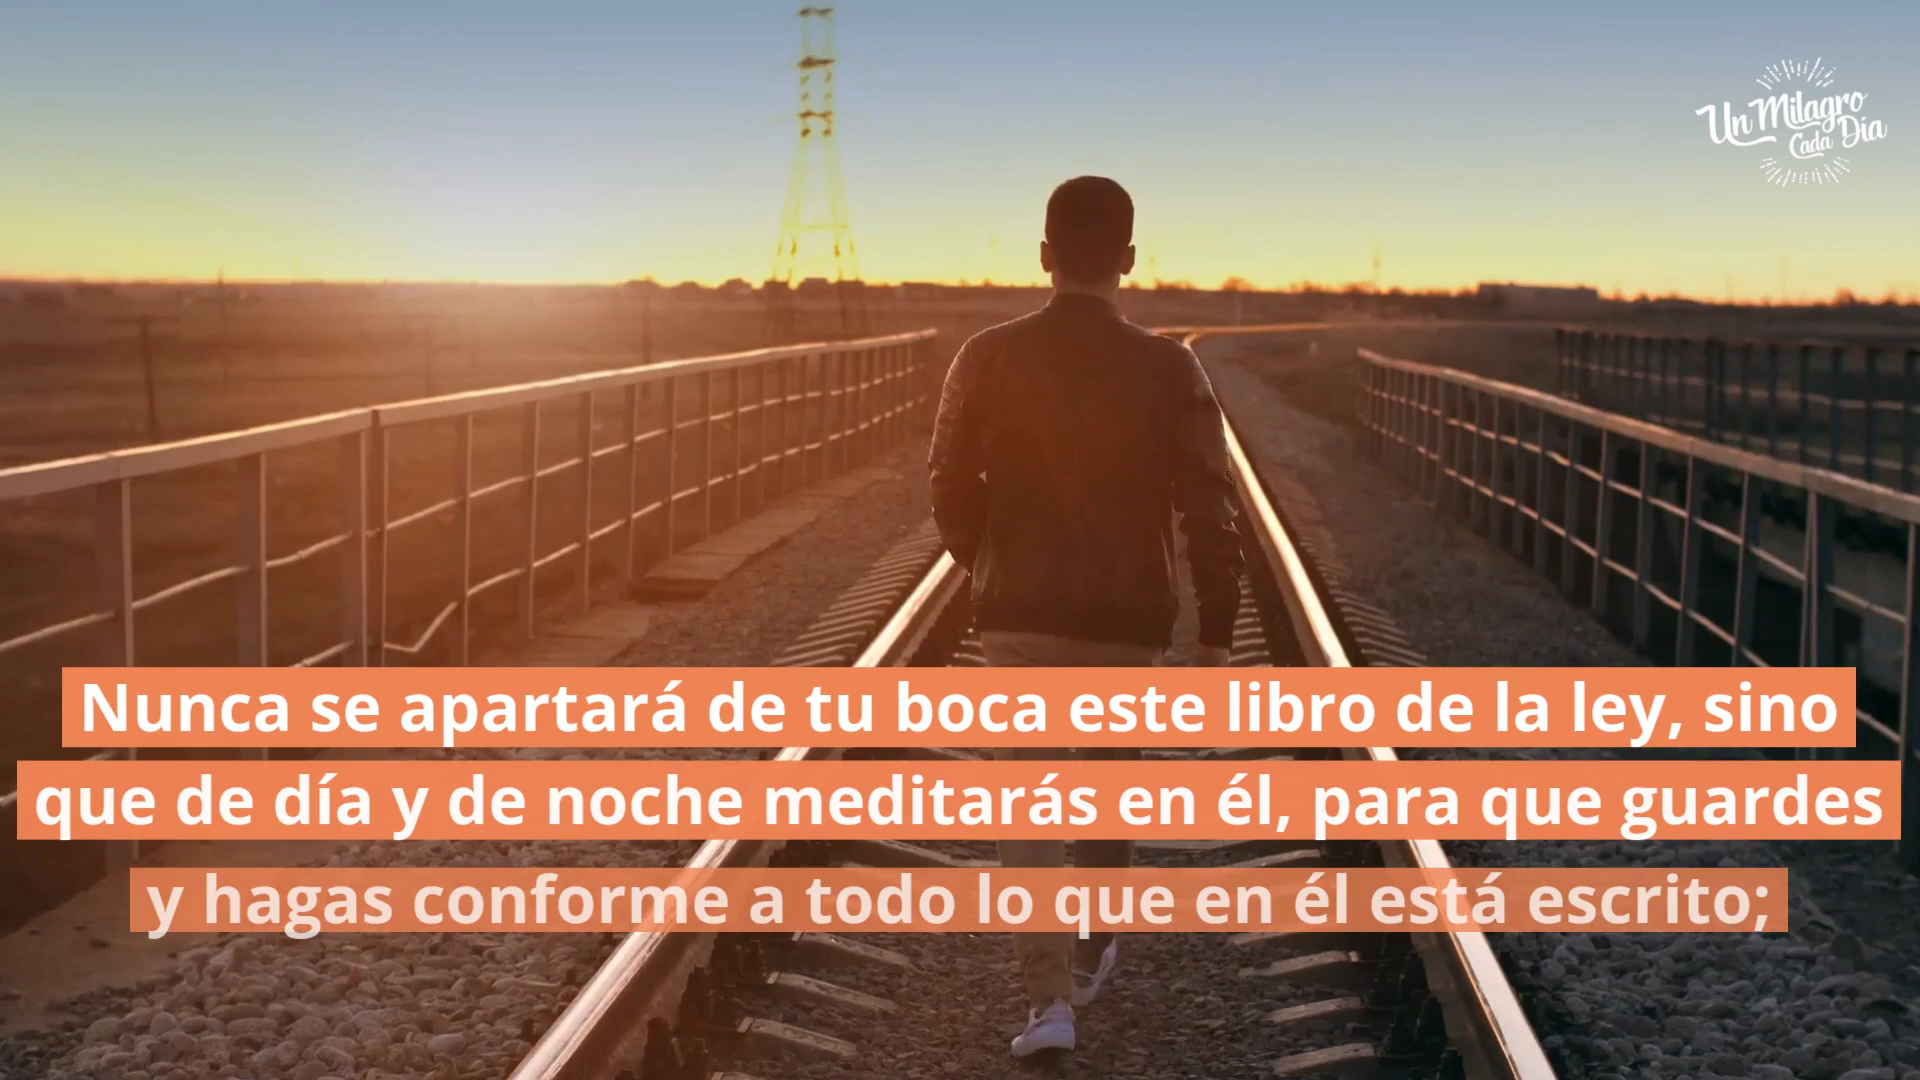 Un Milagro
Cada Día
Nunca se apartará de tu boca este libro de la ley, sino
que de día y de noche meditarás en él, para que guardes
y hagas conforme a todo lo que en él está escrito;